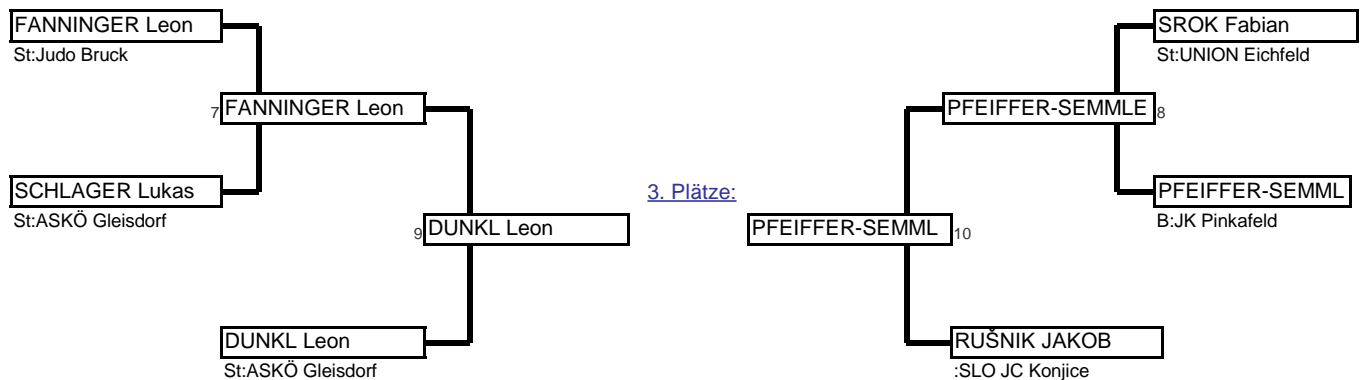 FANNINGER Leon
St:Judo Bruck
7 FANNINGER Leon
SCHLAGER Lukas
St:ASKÖ Gleisdorf
9 DUNKL Leon
DUNKL Leon
St:ASKÖ Gleisdorf
3. Plätze:
SROK Fabian
St:UNION Eichfeld
PFEIFFER-SEMMLE 8
PFEIFFER-SEMML
B:JK Pinkafeld
PFEIFFER-SEMML 10
RUŠNIK JAKOB
:SLO JC Konjice